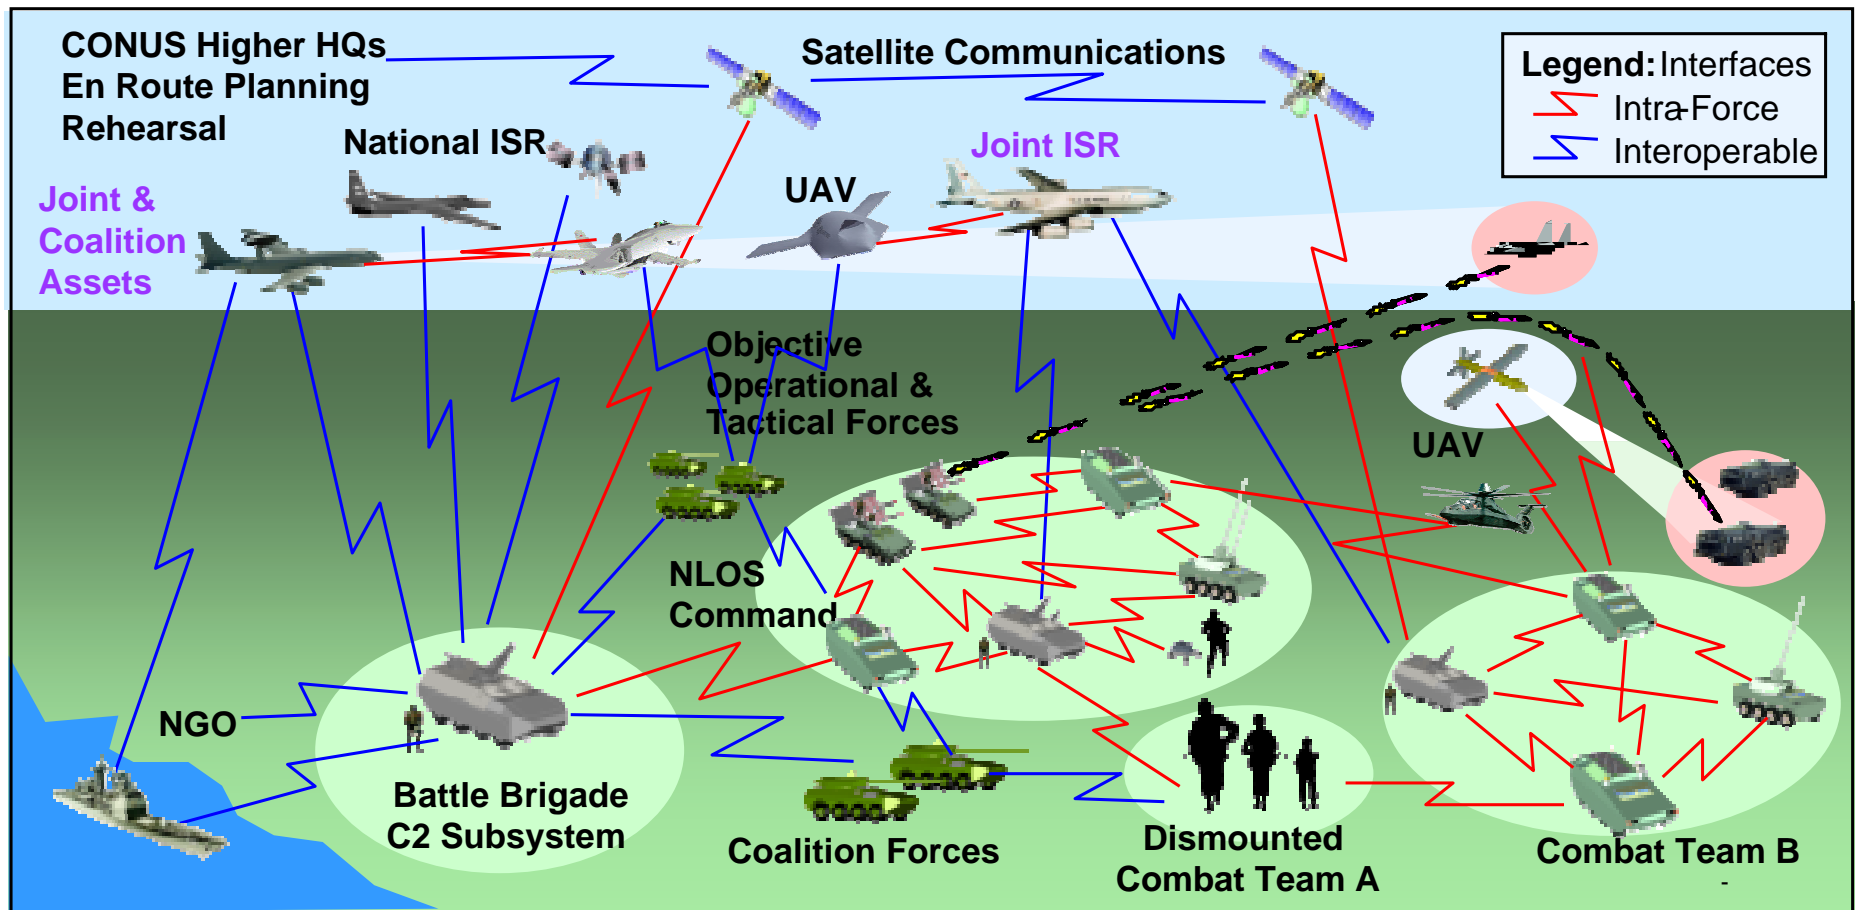 CONUS Higher HQs
En Route Planning
Rehearsal
Satellite Communications
Legend: Interfaces
Intra-Force
Interoperable
National ISR
Joint ISR
UAV
Joint &
Coalition
Assets
Objective
Operational &
Tactical Forces
UAV
NLOS
Command
NGO
Battle Brigade
C2 Subsystem
Coalition Forces
Dismounted
Combat Team A
Combat Team B
-